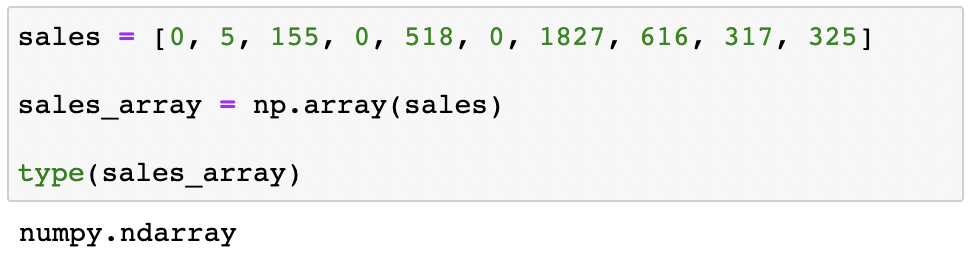 sales = [0, 5, 155, 0, 518, 0, 1827, 616, 317, 325]
sales_array = np.array(sales)
type(sales_array)
numpy.ndarray